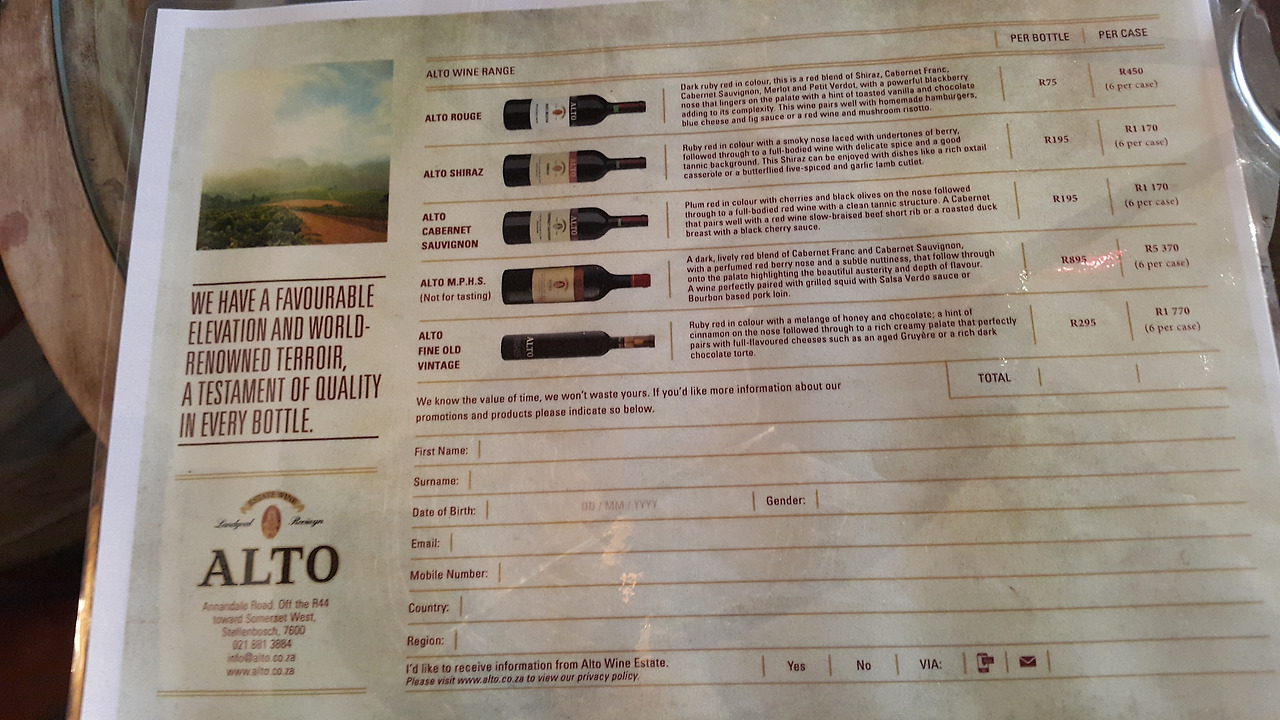 PER BOTTLE PER CASE
ALTO WINE RANGE
ALTO ROUGE
Dark ruby red in colour, this is a red blend of Shiraz, Cabernet Franc,
Cabernet Sauvignon, Merlot and Petit Verdot, with a powerful blackberry
nose that lingers on the palate with a hint of toasted vanilla and chocolate
adding to its complexity. This wine pairs well with homemade hamburgers,
blue cheese and fig sauce or a red wine and mushroom risotto.
R75
R450
(6 per case)
ALTO SHIRAZ
Ruby red in colour with a smoky nose laced with undertones of berry,
followed through to a full-bodied wine with delicate spice and a good
tannic background. This Shiraz can be enjoyed with dishes like a rich oxtail
casserole or a butterflied five-spiced and garlic lamb cutlet.
R195
R1 170
(6 per case)
ALTO
CABERNET
SAUVIGNON
Plum red in colour with cherries and black olives on the nose followed
through to a full-bodied red wine with a clean tannic structure. A Cabernet
that pairs well with a red wine slow-braised beef short rib or a roasted duck
breast with a black cherry sauce.
R195
R1 170
(6 per case)
ALTO M.P.H.S.
(Not for tasting)
A dark, lively red blend of Cabernet Franc and Cabernet Sauvignon,
with a perfumed red berry nose and a subtle nuttiness, that follow through
onto the palate highlighting the beautiful austerity and depth of flavour.
A wine perfectly paired with grilled squid with Salsa Verde sauce or
Bourbon based pork loin.
R895
R5 370
(6 per case)
ALTO
FINE OLD
VINTAGE
ALTO
Ruby red in colour with a melange of honey and chocolate; a hint of
cinnamon on the nose followed through to a rich creamy palate that perfectly
pairs with full-flavoured cheeses such as an aged Gruyère or a rich dark
chocolate torte.
R295
R1 770
(6 per case)
TOTAL
WE HAVE A FAVOURABLE
ELEVATION AND WORLD-
RENOWNED TERROIR,
A TESTAMENT OF QUALITY
IN EVERY BOTTLE.
ESTATE WINE
Landgoed Rooiwyn
ALTO
Annandale Road, Off the R44
toward Somerset West,
Stellenbosch, 7600
021 881 3884
info@alto.co.za
www.alto.co.za
We know the value of time, we won't waste yours. If you'd like more information about our
promotions and products please indicate so below.
First Name:
Surname:
Date of Birth: DD / MM / YYYY Gender:
Email:
Mobile Number:
Country:
Region:
I'd like to receive information from Alto Wine Estate. Yes No VIA:
Please visit www.alto.co.za to view our privacy policy.